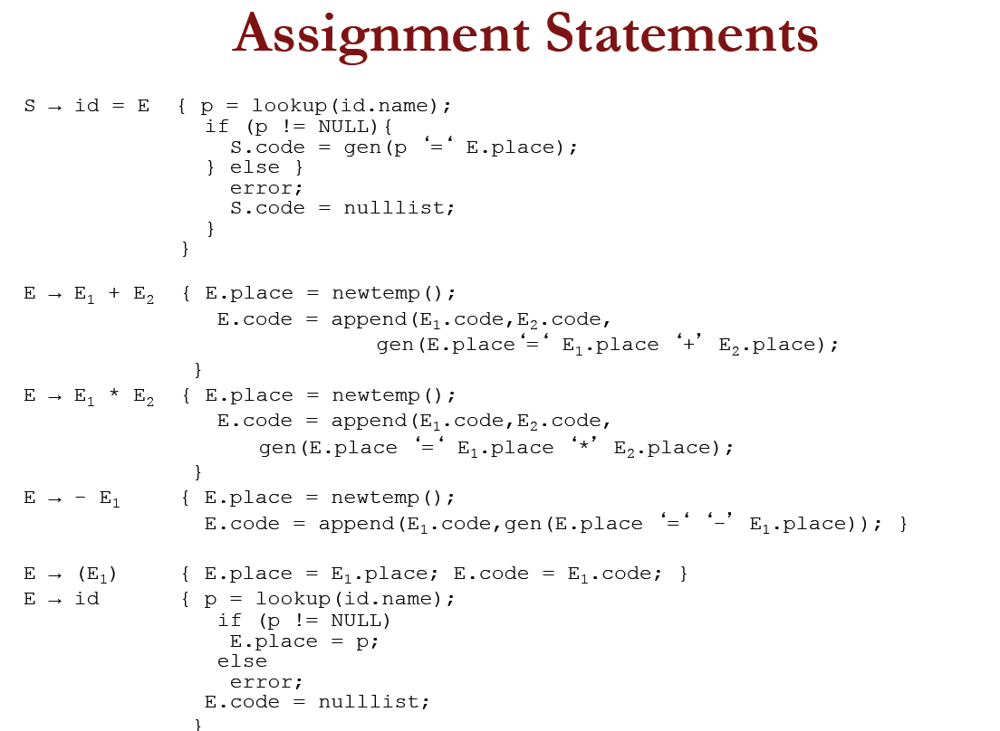 Assignment Statements
S → id = E { p = lookup(id.name);
if (p != NULL){
S.code = gen(p ‘=‘ E.place);
} else }
error;
S.code = nulllist;
}
}
E → E₁ + E₂ { E.place = newtemp();
E.code = append(E₁.code,E₂.code,
gen(E.place‘=‘ E₁.place ‘+’ E₂.place);
}
E → E₁ * E₂ { E.place = newtemp();
E.code = append(E₁.code,E₂.code,
gen(E.place ‘=‘ E₁.place ‘*’ E₂.place);
}
E → - E₁ { E.place = newtemp();
E.code = append(E₁.code,gen(E.place ‘=‘ ‘-’ E₁.place)); }
E → (E₁) { E.place = E₁.place; E.code = E₁.code; }
E → id { p = lookup(id.name);
if (p != NULL)
E.place = p;
else
error;
E.code = nulllist;
}